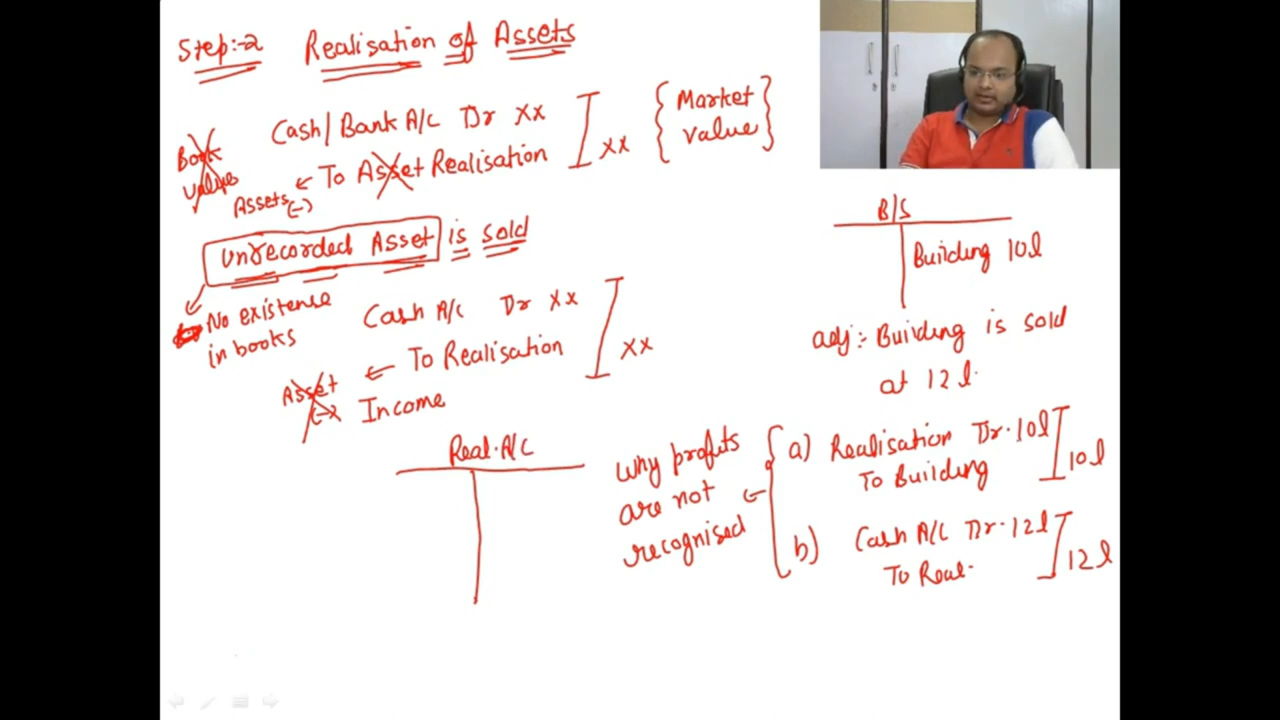 Step:-2 Realisation of Assets
Cash/Bank A/C Dr xx
To Asset Realisation xx
{Market value}
Book value
Assets (-)
Unrecorded Asset is sold
No existense in books
Cash A/C Dr xx
To Realisation xx
Asset (-)
Income
Real. A/C
B/S
Building 10l
adj:- Building is sold
at 12l.
why profits
are not
recognised
a) Realisation Dr. 10l
To Building 10l
b) Cash A/C Dr. 12l
To Real. 12l